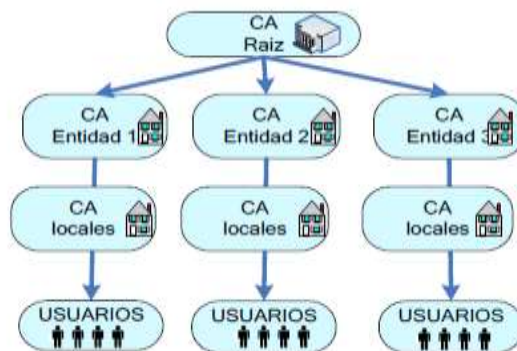 CA
Raiz
CA
Entidad 1
CA
Entidad 2
CA
Entidad 3
CA
locales
CA
locales
CA
locales
USUARIOS
USUARIOS
USUARIOS